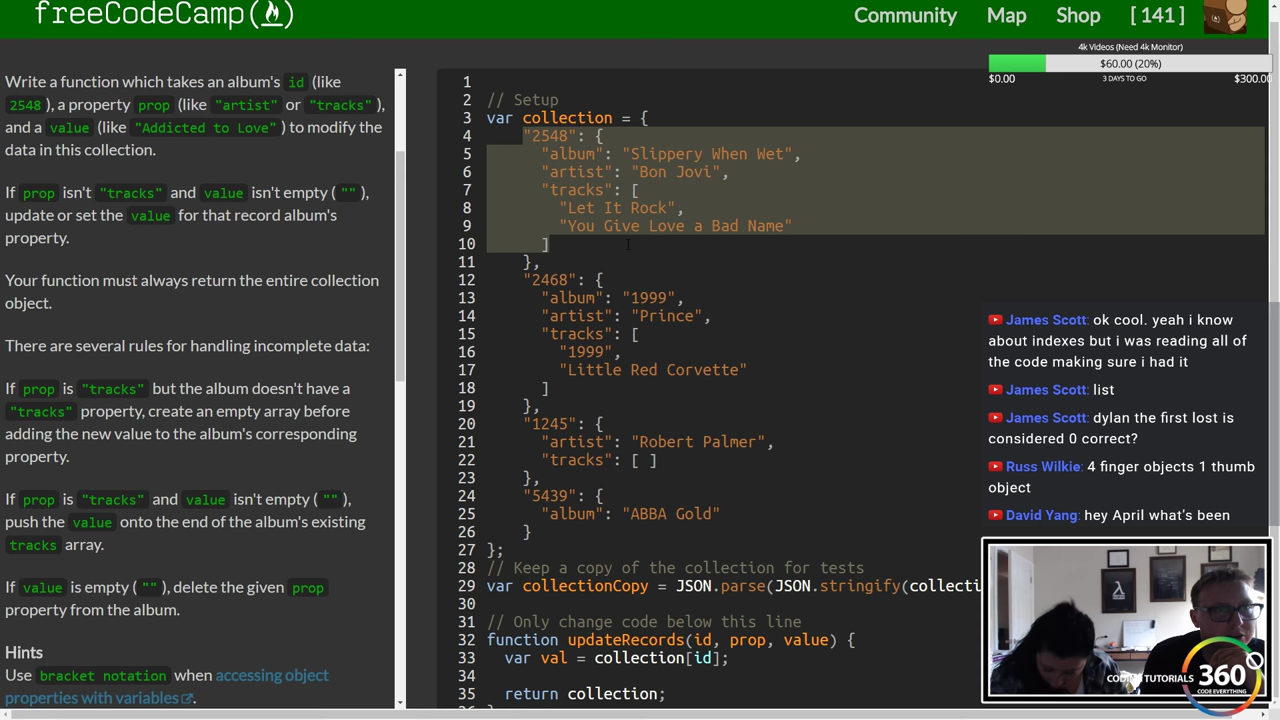 freeCodeCamp
Community
Map
Shop
[ 141 ]
4k Videos (Need 4k Monitor)
$60.00 (20%)
$0.00
3 DAYS TO GO
$300.00
Write a function which takes an album's id (like
2548 ), a property prop (like "artist" or "tracks" ),
and a value (like "Addicted to Love" ) to modify the
data in this collection.
If prop isn't "tracks" and value isn't empty ( "" ),
update or set the value for that record album's
property.
Your function must always return the entire collection
object.
There are several rules for handling incomplete data:
If prop is "tracks" but the album doesn't have a
"tracks" property, create an empty array before
adding the new value to the album's corresponding
property.
If prop is "tracks" and value isn't empty ( "" ),
push the value onto the end of the album's existing
tracks array.
If value is empty ( "" ), delete the given prop
property from the album.
Hints
Use bracket notation when accessing object
properties with variables .
1
2 // Setup
3 var collection = {
4 "2548": {
5 "album": "Slippery When Wet",
6 "artist": "Bon Jovi",
7 "tracks": [
8 "Let It Rock",
9 "You Give Love a Bad Name"
10 ]
11 },
12 "2468": {
13 "album": "1999",
14 "artist": "Prince",
15 "tracks": [
16 "1999",
17 "Little Red Corvette"
18 ]
19 },
20 "1245": {
21 "artist": "Robert Palmer",
22 "tracks": [ ]
23 },
24 "5439": {
25 "album": "ABBA Gold"
26 }
27 };
28 // Keep a copy of the collection for tests
29 var collectionCopy = JSON.parse(JSON.stringify(collecti
30
31 // Only change code below this line
32 function updateRecords(id, prop, value) {
33 var val = collection[id];
34
35 return collection;
James Scott: ok cool. yeah i know
about indexes but i was reading all of
the code making sure i had it
James Scott: list
James Scott: dylan the first lost is
considered 0 correct?
Russ Wilkie: 4 finger objects 1 thumb
object
David Yang: hey April what's been
CODING TUTORIALS 360°
CODE EVERYTHING